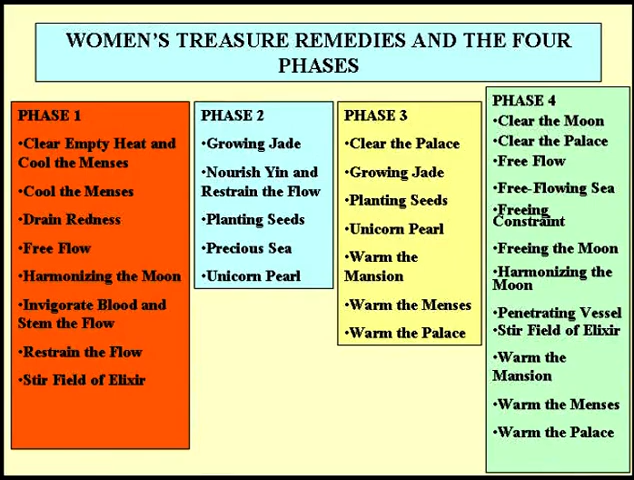 WOMEN'S TREASURE REMEDIES AND THE FOUR
PHASES
PHASE 1
•Clear Empty Heat and
Cool the Menses
•Cool the Menses
•Drain Redness
•Free Flow
•Harmonizing the Moon
•Invigorate Blood and
Stem the Flow
•Restrain the Flow
•Stir Field of Elixir
PHASE 2
•Growing Jade
•Nourish Yin and
Restrain the Flow
•Planting Seeds
•Precious Sea
•Unicorn Pearl
PHASE 3
•Clear the Palace
•Growing Jade
•Planting Seeds
•Unicorn Pearl
•Warm the
Mansion
•Warm the Menses
•Warm the Palace
PHASE 4
•Clear the Moon
•Clear the Palace
•Free Flow
•Free-Flowing Sea
•Freeing
Constraint
•Freeing the Moon
•Harmonizing the
Moon
•Penetrating Vessel
•Stir Field of Elixir
•Warm the
Mansion
•Warm the Menses
•Warm the Palace